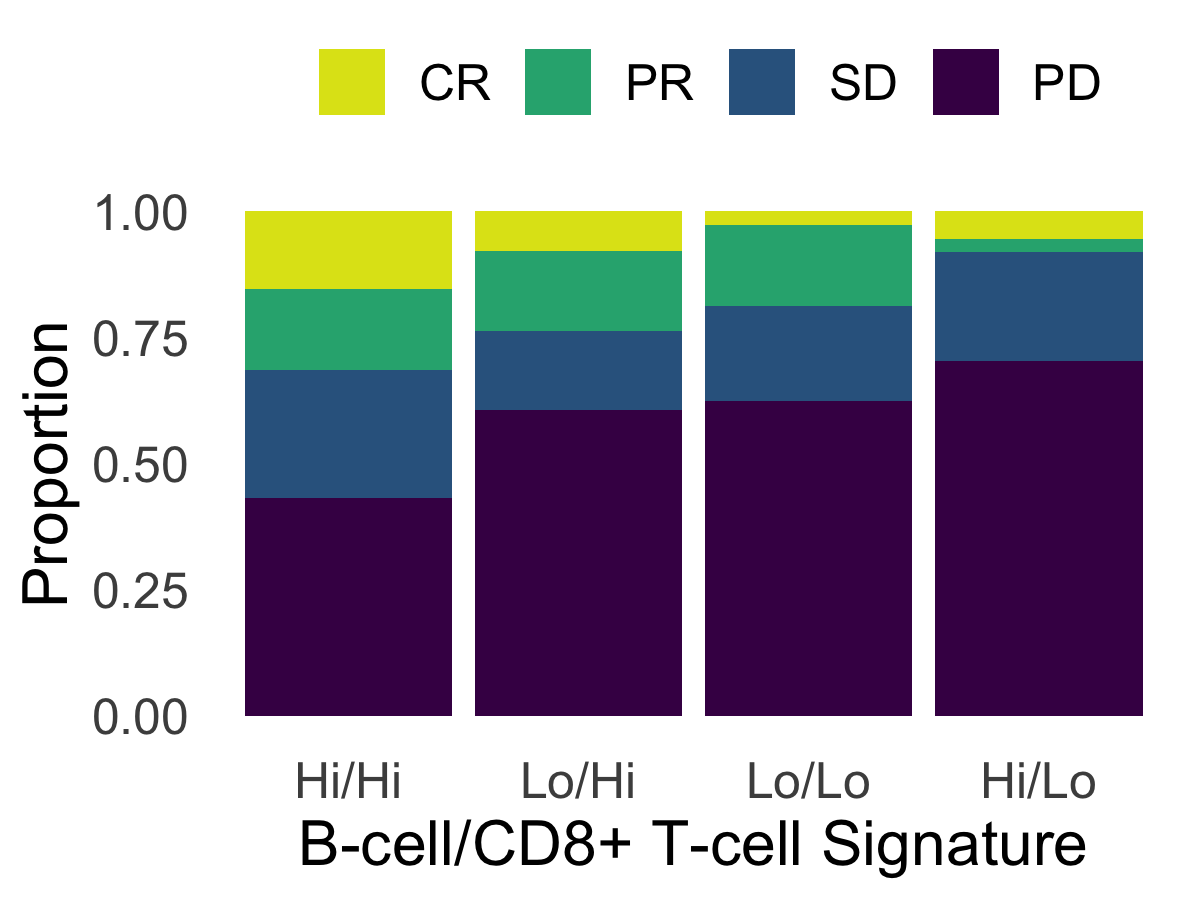 CR PR SD PD
1.00
0.75
0.50
0.25
0.00
Proportion
Hi/Hi Lo/Hi Lo/Lo Hi/Lo
B-cell/CD8+ T-cell Signature